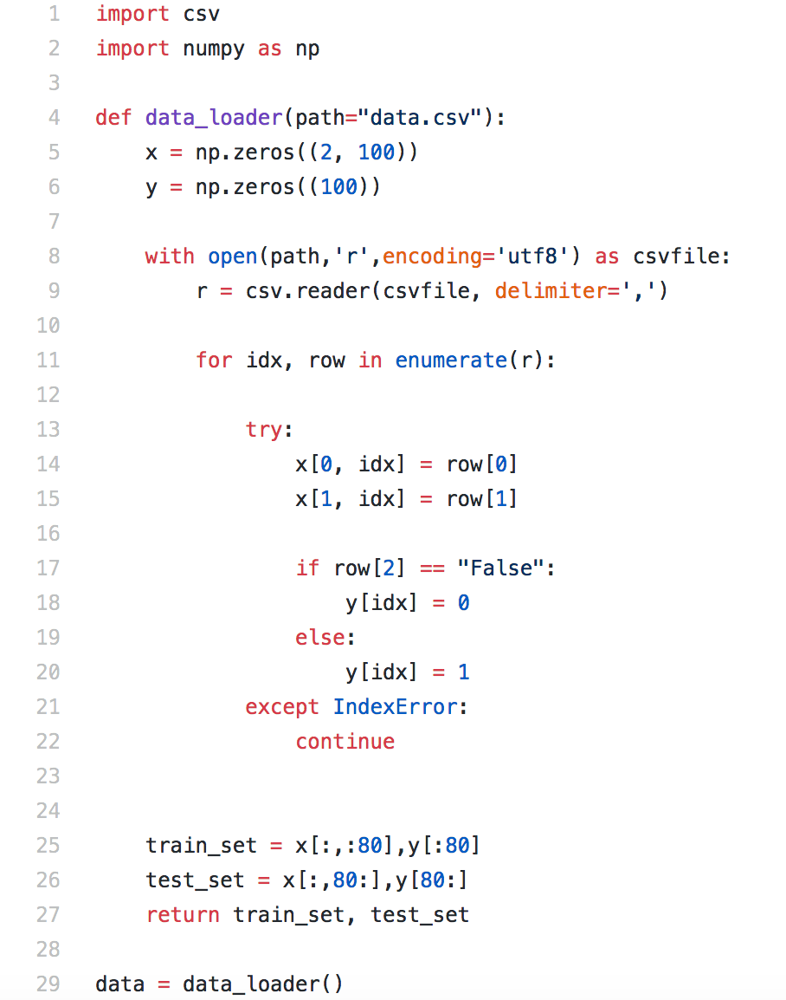 1 import csv
2 import numpy as np
3
4 def data_loader(path="data.csv"):
5     x = np.zeros((2, 100))
6     y = np.zeros((100))
7
8     with open(path,'r',encoding='utf8') as csvfile:
9         r = csv.reader(csvfile, delimiter=',')
10
11         for idx, row in enumerate(r):
12
13             try:
14                 x[0, idx] = row[0]
15                 x[1, idx] = row[1]
16
17                 if row[2] == "False":
18                     y[idx] = 0
19                 else:
20                     y[idx] = 1
21             except IndexError:
22                 continue
23
24
25     train_set = x[:,:80],y[:80]
26     test_set = x[:,80:],y[80:]
27     return train_set, test_set
28
29 data = data_loader()